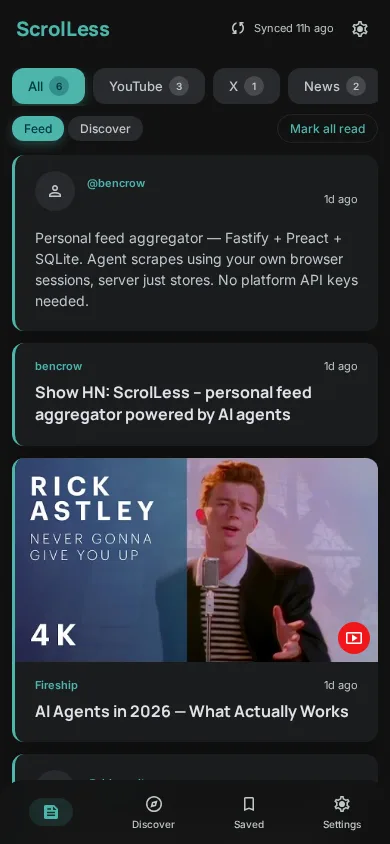 ScrolLess
Synced 11h ago
All 6
YouTube 3
X 1
News 2
Feed
Discover
Mark all read
@bencrow
1d ago
Personal feed aggregator — Fastify + Preact +
SQLite. Agent scrapes using your own browser
sessions, server just stores. No platform API keys
needed.
bencrow
1d ago
Show HN: ScrolLess – personal feed
aggregator powered by AI agents
RICK
ASTLEY
NEVER GONNA
GIVE YOU UP
4K
Fireship
1d ago
AI Agents in 2026 — What Actually Works
Discover
Saved
Settings